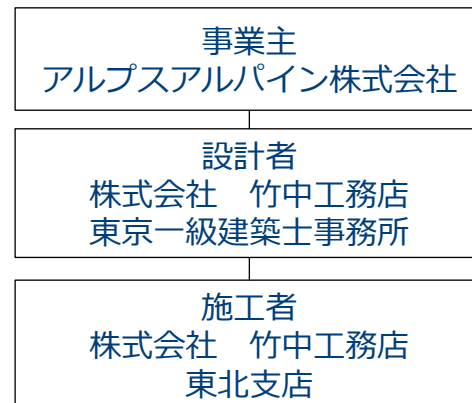 事業主
アルプスアルパイン株式会社
設計者
株式会社　竹中工務店
東京一級建築士事務所
施工者
株式会社　竹中工務店
東北支店